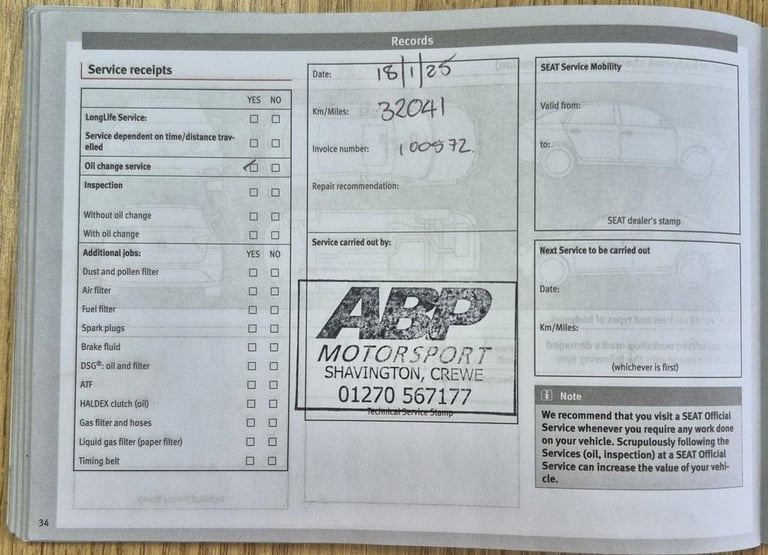 Records
Service receipts
YES NO
LongLife Service:
Service dependent on time/distance trav-
elled
Oil change service
Inspection
Without oil change
With oil change
Additional jobs: YES NO
Dust and pollen filter
Air filter
Fuel filter
Spark plugs
Brake fluid
DSG®: oil and filter
ATF
HALDEX clutch (oil)
Gas filter and hoses
Liquid gas filter (paper filter)
Timing belt
34
Date: 18/1/25
Km/Miles: 32041
Invoice number: 100572.
Repair recommendation:
Service carried out by:
ABP
MOTORSPORT
SHAVINGTON, CREWE
01270 567177
Technical Service Stamp
SEAT Service Mobility
Valid from:
to:
SEAT dealer's stamp
Next Service to be carried out
Date:
Km/Miles:
(whichever is first)
Note
We recommend that you visit a SEAT Official
Service whenever you require any work done
on your vehicle. Scrupulously following the
Services (oil, inspection) at a SEAT Official
Service can increase the value of your vehi-
cle.